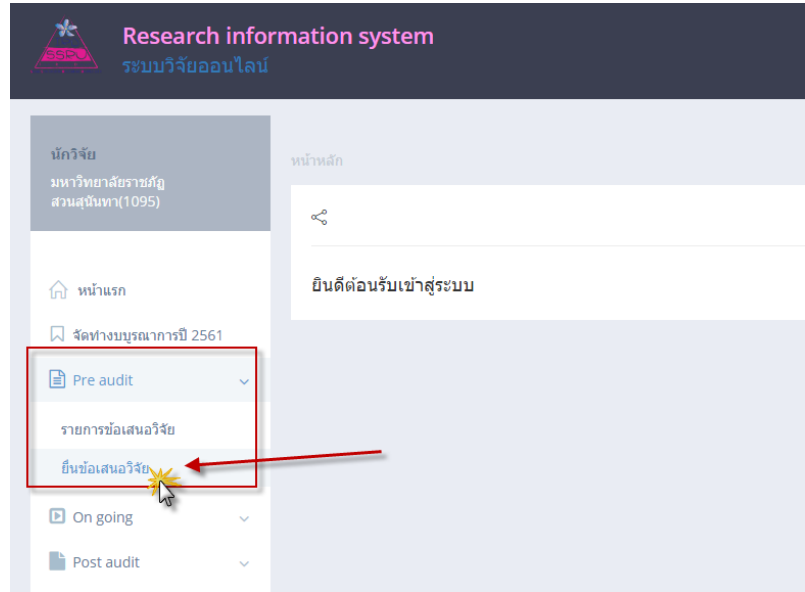 Research information system
ระบบวิจัยออนไลน์
SSRU
นักวิจัย
มหาวิทยาลัยราชภัฏ
สวนสุนันทา(1095)
หน้าหลัก
ยินดีต้อนรับเข้าสู่ระบบ
หน้าแรก
จัดทำงบบูรณาการปี 2561
Pre audit
รายการข้อเสนอวิจัย
ยื่นข้อเสนอวิจัย
On going
Post audit